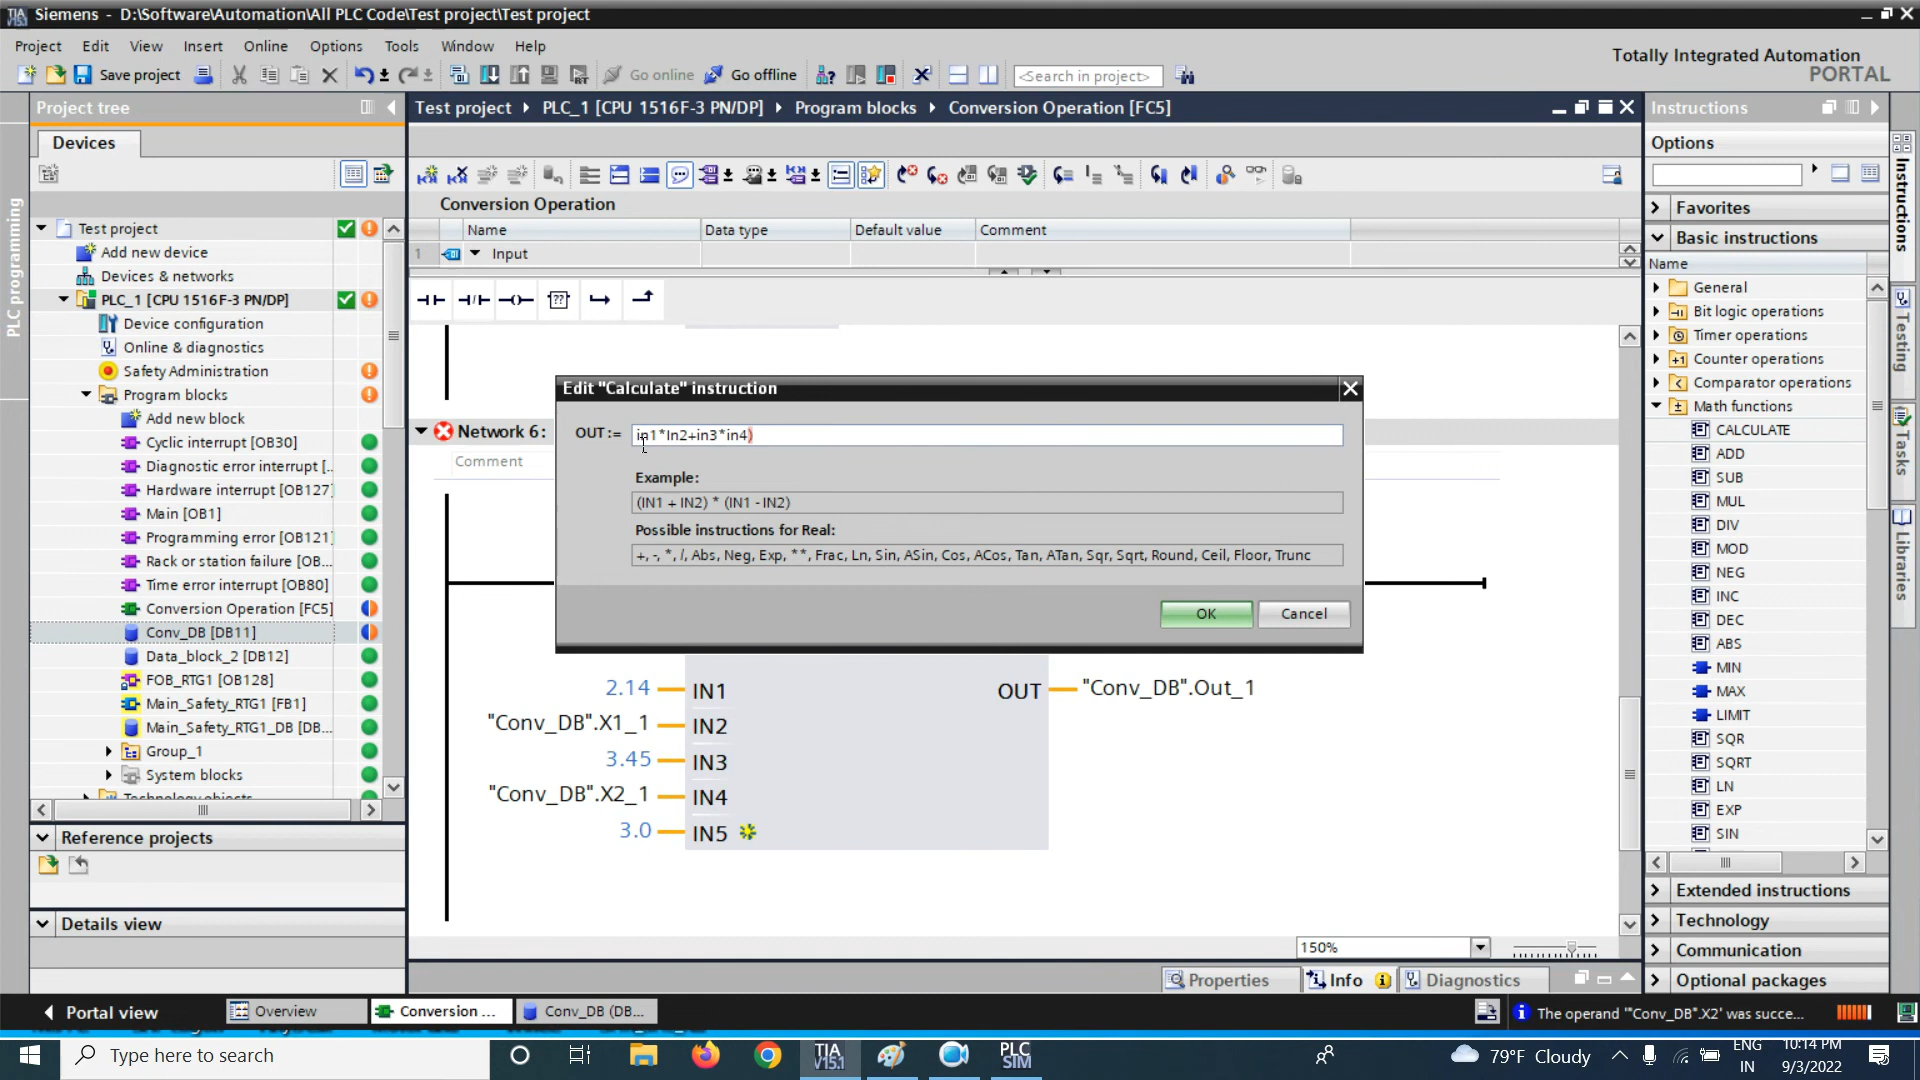 TIA V15.1 Siemens - D:\Software\Automation\All PLC Code\Test project\Test project
Project Edit View Insert Online Options Tools Window Help
Totally Integrated Automation
PORTAL
Save project Go online Go offline <Search in project>
Project tree
Test project PLC_1 [CPU 1516F-3 PN/DP] Program blocks Conversion Operation [FC5]
Instructions
Devices
Options
PLC programming
Conversion Operation
Name Data type Default value Comment
1 Input
Test project
Add new device
Devices & networks
PLC_1 [CPU 1516F-3 PN/DP]
Device configuration
Online & diagnostics
Safety Administration
Program blocks
Add new block
Cyclic interrupt [OB30]
Diagnostic error interrupt [..
Hardware interrupt [OB127]
Main [OB1]
Programming error [OB121]
Rack or station failure [OB...
Time error interrupt [OB80]
Conversion Operation [FC5]
Conv_DB [DB11]
Data_block_2 [DB12]
FOB_RTG1 [OB128]
Main_Safety_RTG1 [FB1]
Main_Safety_RTG1_DB [DB...
Group_1
System blocks
Technology objects
Reference projects
Details view
??
Network 6:
Comment
Edit "Calculate" instruction
OUT := in1*In2+in3*in4)
Example:
(IN1 + IN2) * (IN1 - IN2)
Possible instructions for Real:
+, -, *, /, Abs, Neg, Exp, **, Frac, Ln, Sin, ASin, Cos, ACos, Tan, ATan, Sqr, Sqrt, Round, Ceil, Floor, Trunc
OK Cancel
2.14 IN1 OUT "Conv_DB".Out_1
"Conv_DB".X1_1 IN2
3.45 IN3
"Conv_DB".X2_1 IN4
3.0 IN5
150%
Properties Info Diagnostics
Favorites
Basic instructions
Name
General
Bit logic operations
Timer operations
Counter operations
Comparator operations
Math functions
CALCULATE
ADD
SUB
MUL
DIV
MOD
NEG
INC
DEC
ABS
MIN
MAX
LIMIT
SQR
SQRT
LN
EXP
SIN
Extended instructions
Technology
Communication
Optional packages
Instructions
Testing
Tasks
Libraries
Portal view Overview Conversion ... Conv_DB (DB... The operand '"Conv_DB".X2' was succe...
Type here to search
TIA V15.1
PLC SIM
79°F Cloudy
ENG IN
10:14 PM
9/3/2022